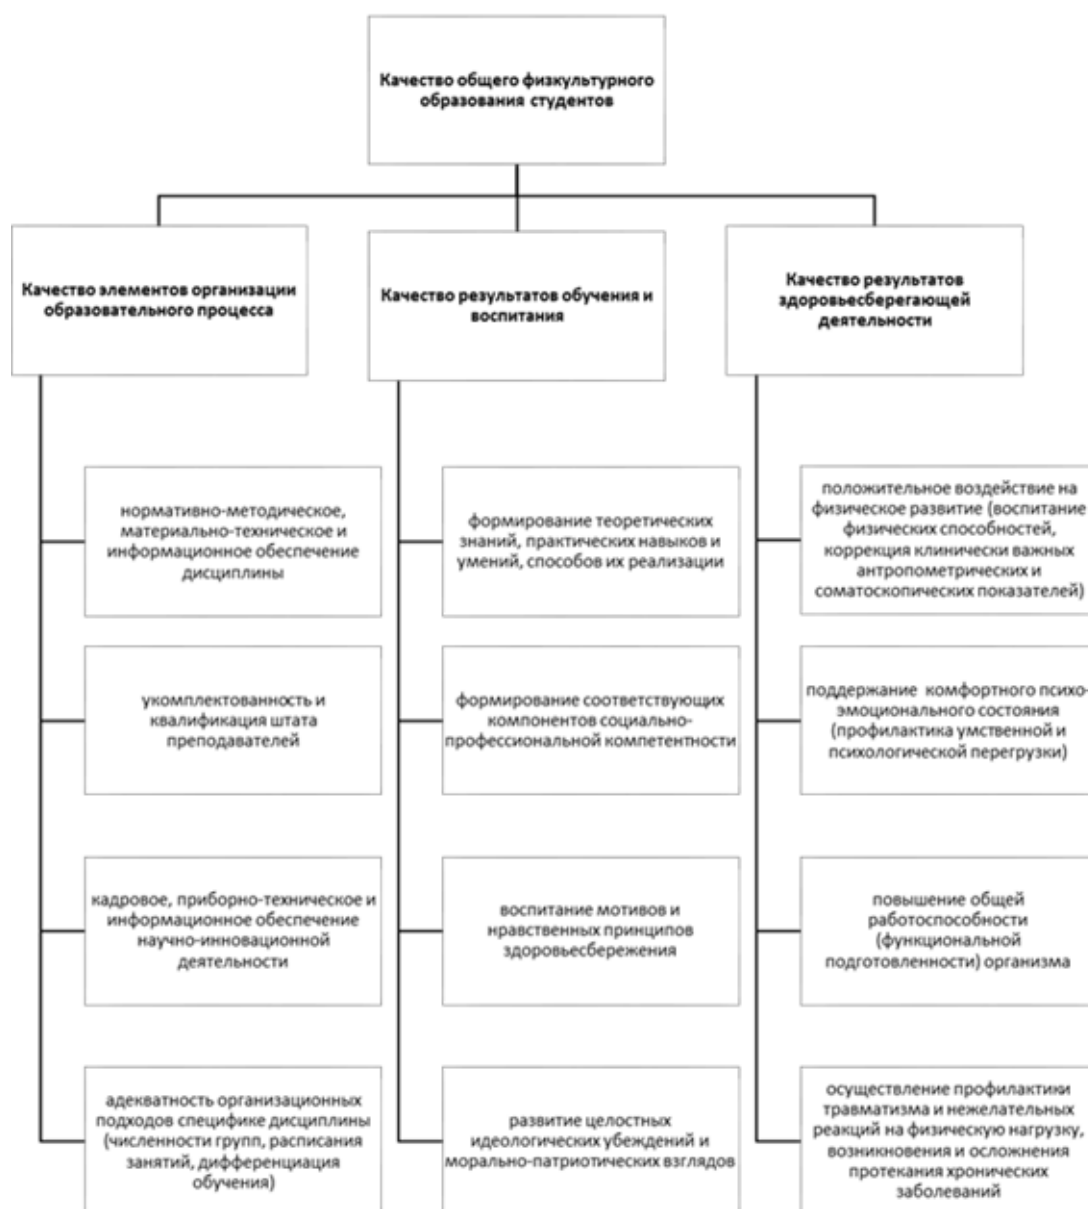 Качество общего физкультурного
образования студентов
Качество элементов организации
образовательного процесса
Качество результатов обучения и
воспитания
Качество результатов
здоровьесберегающей
деятельности
нормативно-методическое,
материально-техническое и
информационное обеспечение
дисциплины
укомплектованность и
квалификация штата
преподавателей
кадровое, приборно-техническое и
информационное обеспечение
научно-инновационной
деятельности
адекватность организационных
подходов специфике дисциплины
(численности групп, расписания
занятий, дифференциация
обучения)
формирование теоретических
знаний, практических навыков и
умений, способов их реализации
формирование соответствующих
компонентов социально-
профессиональной компетентности
воспитание мотивов и
нравственных принципов
здоровьесбережения
развитие целостных
идеологических убеждений и
морально-патриотических взглядов
положительное воздействие на
физическое развитие (воспитание
физических способностей,
коррекция клинически важных
антропометрических и
соматоскопических показателей)
поддержание комфортного психо-
эмоционального состояния
(профилактика умственной и
психологической перегрузки)
повышение общей
работоспособности
(функциональной
подготовленности) организма
осуществление профилактики
травматизма и нежелательных
реакций на физическую нагрузку,
возникновения и осложнения
протекания хронических
заболеваний